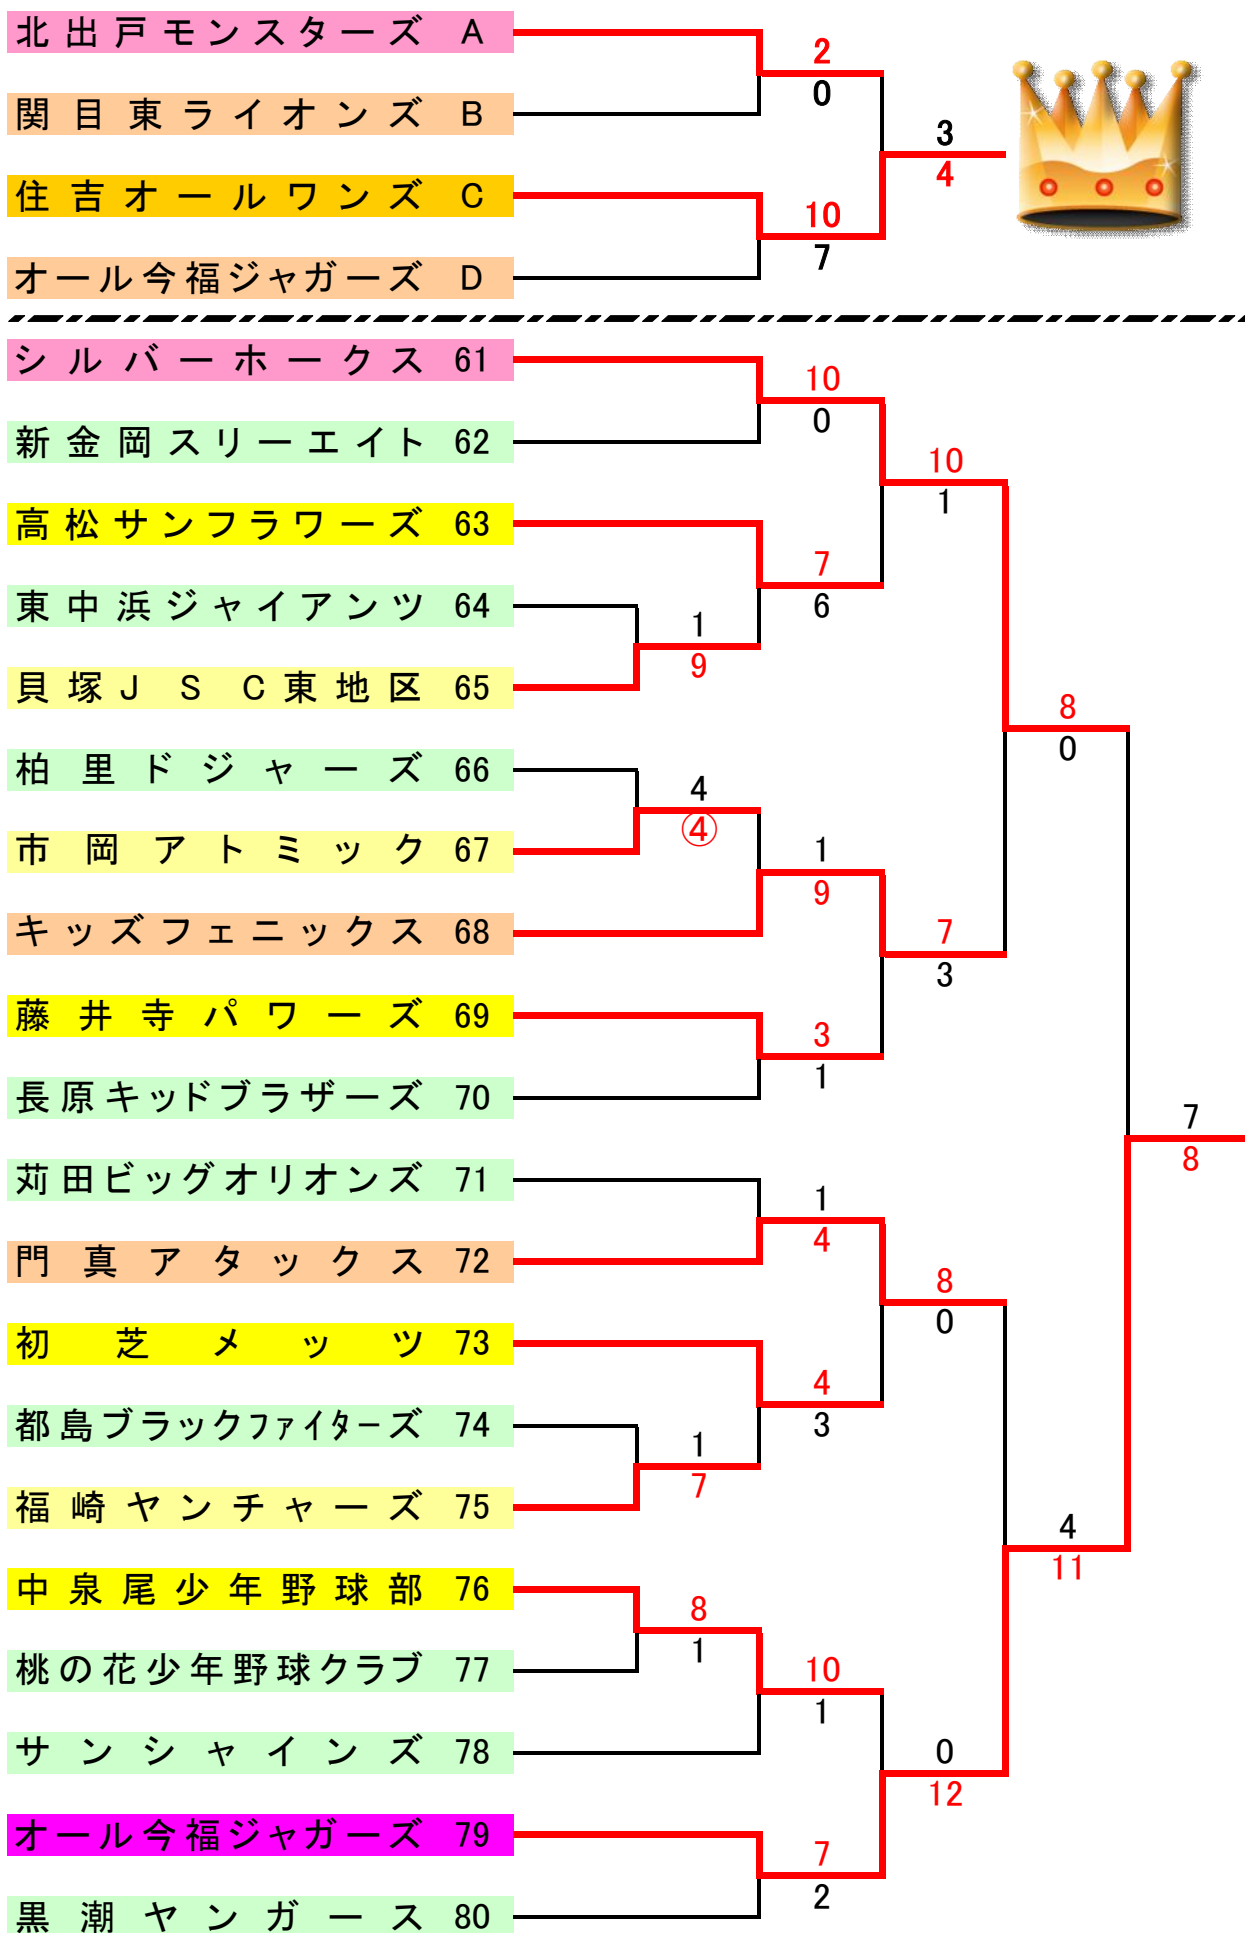 北出戸モンスターズ A
2
0
関目東ライオンズ B
3
4
住吉オールワンズ C
10
7
オール今福ジャガーズ D
シルバーホークス 61
10
0
新金岡スリーエイト 62
10
1
高松サンフラワーズ 63
7
6
東中浜ジャイアンツ 64
1
9
貝塚JSC東地区 65
8
0
柏里ドジャーズ 66
4
④
市岡アトミック 67
1
9
キッズフェニックス 68
7
3
藤井寺パワーズ 69
3
1
長原キッドブラザーズ 70
7
8
苅田ビッグオリオンズ 71
1
4
門真アタックス 72
8
0
初芝メッツ 73
4
3
都島ブラックファイターズ 74
1
7
福崎ヤンチャーズ 75
4
11
中泉尾少年野球部 76
8
1
桃の花少年野球クラブ 77
10
1
サンシャインズ 78
0
12
オール今福ジャガーズ 79
7
2
黒潮ヤンガース 80